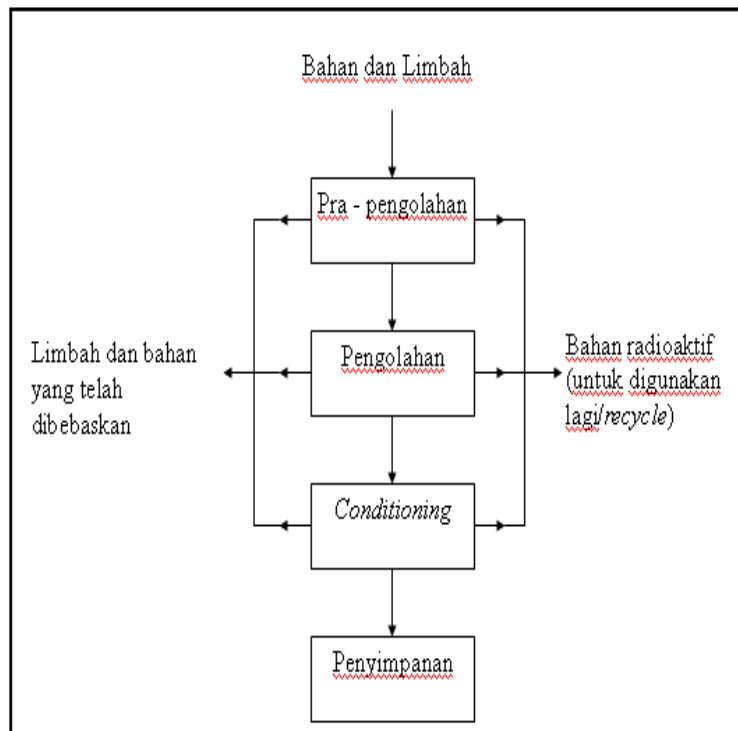 Bahan dan Limbah
Pra - pengolahan
Pengolahan
Limbah dan bahan
yang telah
dibebaskan
Bahan radioaktif
(untuk digunakan
lagi/recycle)
Conditioning
Penyimpanan